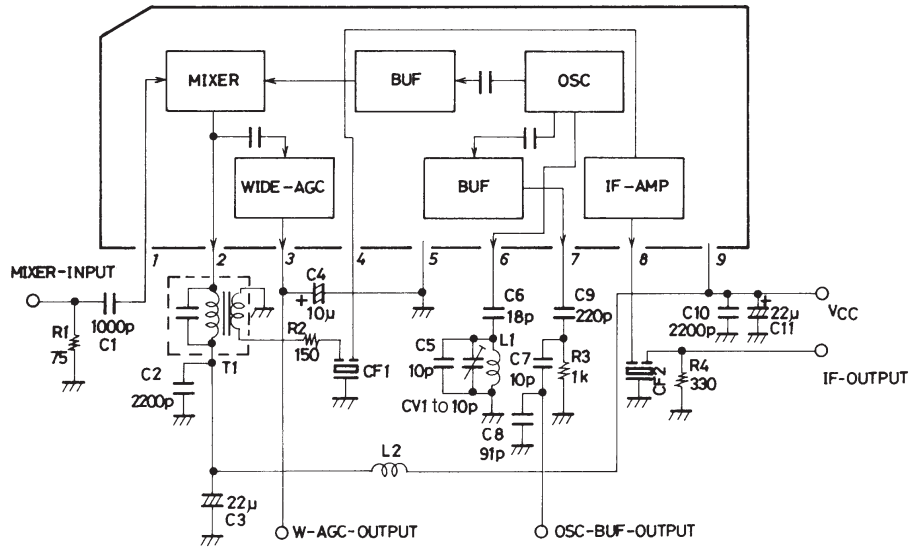 MIXER
BUF
OSC
WIDE-AGC
BUF
IF-AMP
1
2
3
4
5
6
7
8
9
MIXER-INPUT
R1
75
1000p
C1
C2
2200p
T1
R2
150
CF1
C4
+
10μ
C6
18p
C5
10p
L1
CV1 to 10p
C7
10p
C8
91p
C9
220p
R3
1k
CF2
R4
330
C10
2200p
+
22μ
C11
VCC
IF-OUTPUT
L2
22μ
C3
W-AGC-OUTPUT
OSC-BUF-OUTPUT